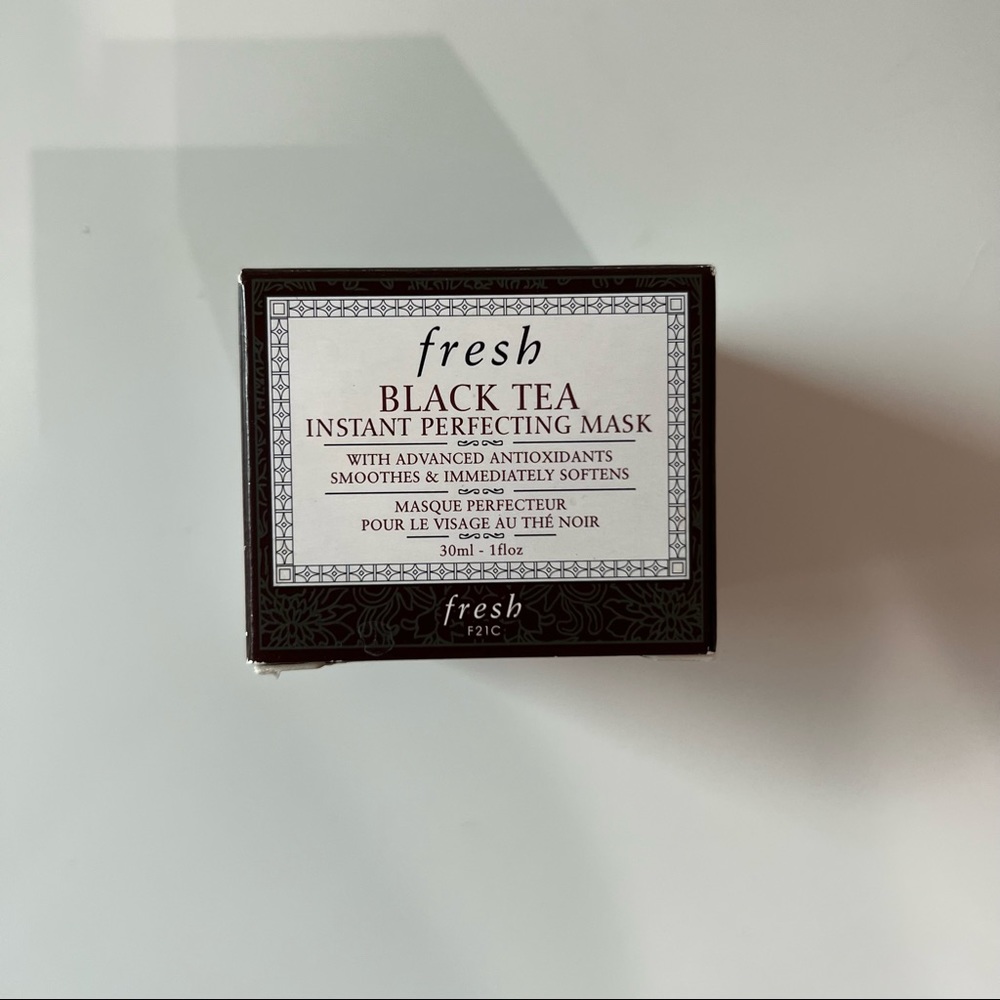 fresh
BLACK TEA
INSTANT PERFECTING MASK
WITH ADVANCED ANTIOXIDANTS
SMOOTHES & IMMEDIATELY SOFTENS
MASQUE PERFECTEUR
POUR LE VISAGE AU THÉ NOIR
30ml - 1floz
fresh
F21C